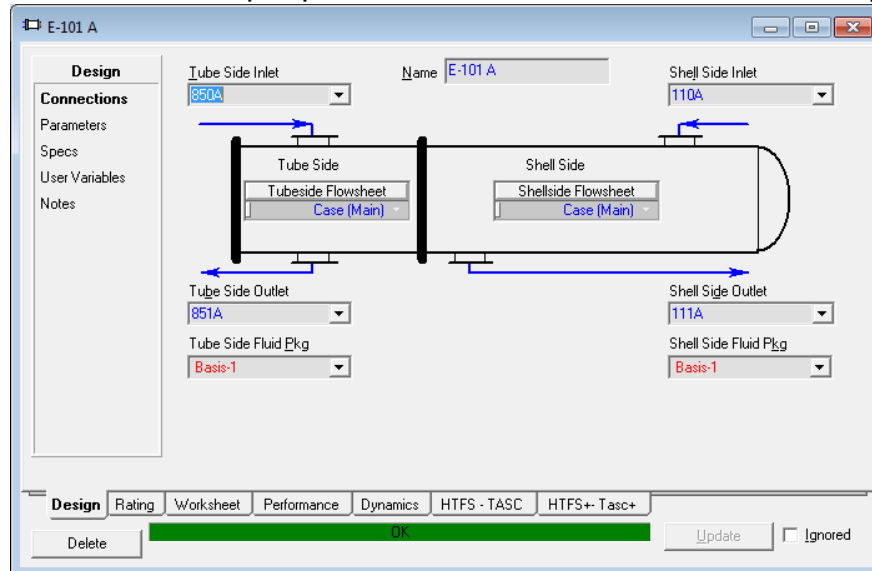 E-101 A
Design
Connections
Parameters
Specs
User Variables
Notes
Tube Side Inlet
850A
Name E-101 A
Shell Side Inlet
110A
Tube Side
Tubeside Flowsheet
Case (Main)
Shell Side
Shellside Flowsheet
Case (Main)
Tube Side Outlet
851A
Shell Side Outlet
111A
Tube Side Fluid Pkg
Basis-1
Shell Side Fluid Pkg
Basis-1
Design Rating Worksheet Performance Dynamics HTFS - TASC HTFS+- Tasc+
Delete OK Update Ignored